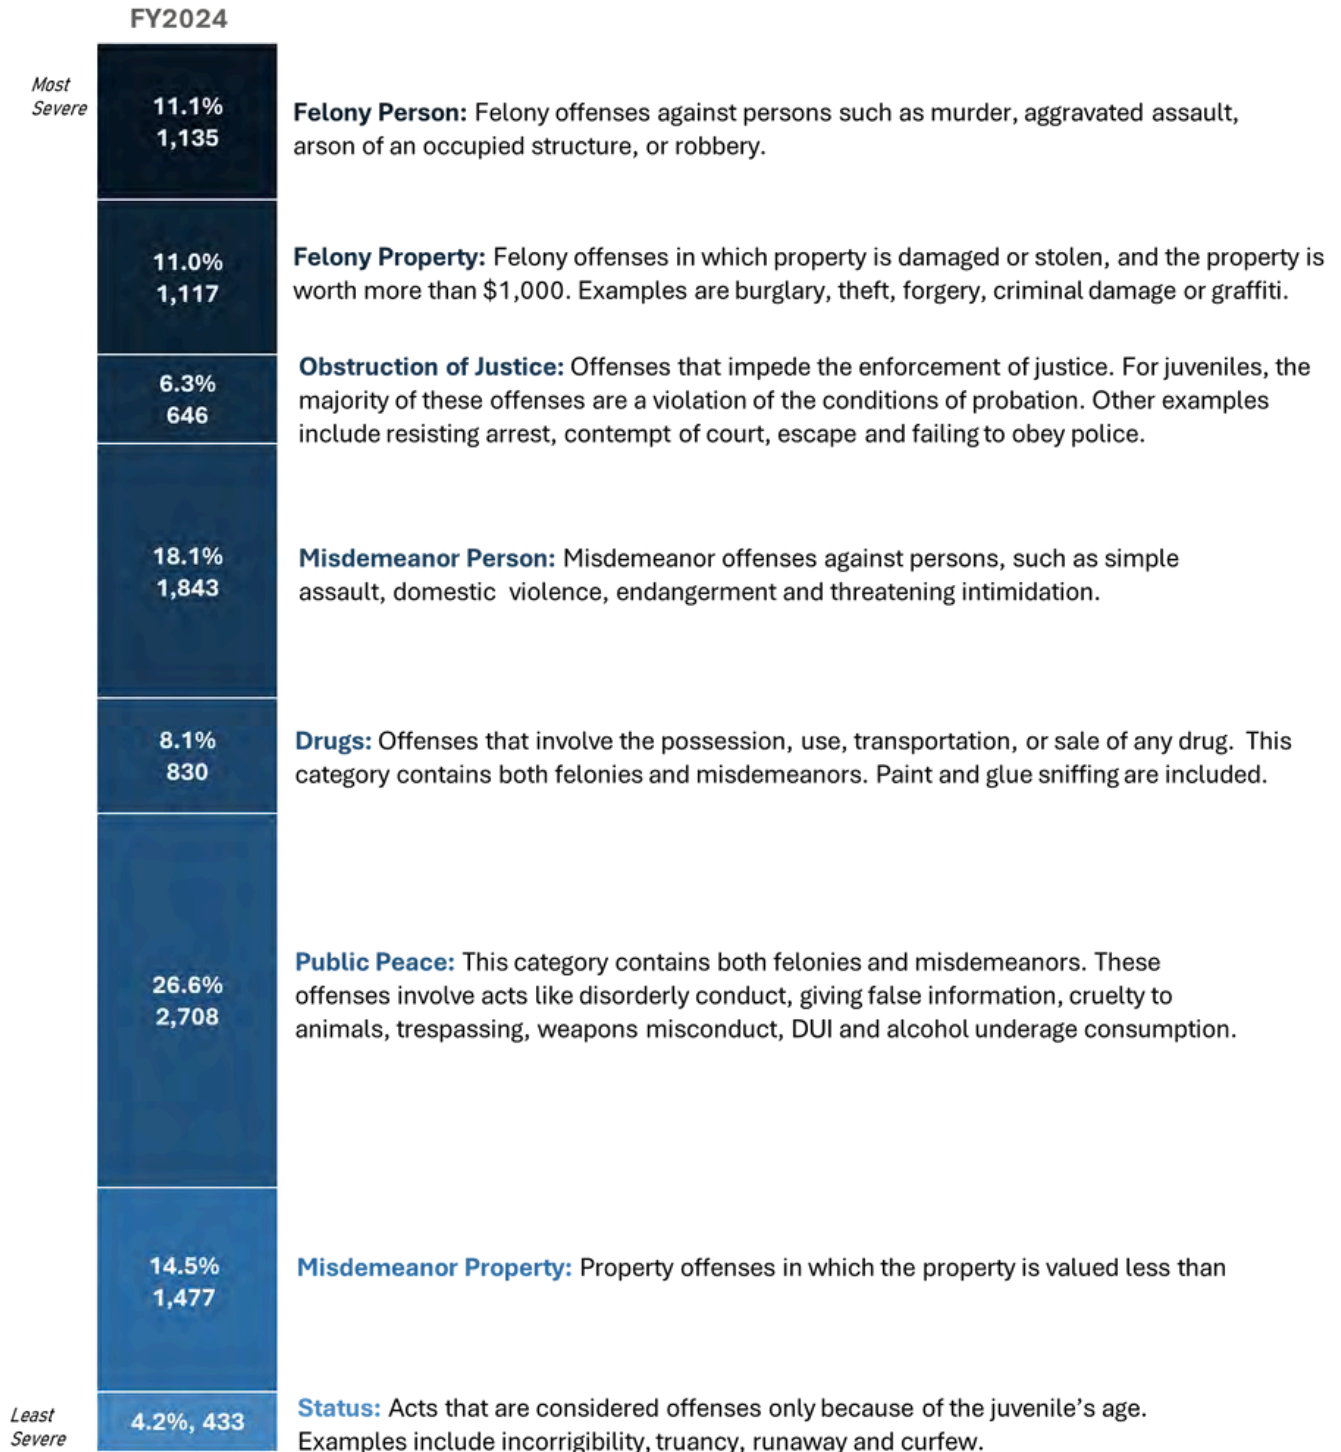 FY2024
Most
Severe
11.1%
1,135
Felony Person: Felony offenses against persons such as murder, aggravated assault,
arson of an occupied structure, or robbery.
11.0%
1,117
Felony Property: Felony offenses in which property is damaged or stolen, and the property is
worth more than $1,000. Examples are burglary, theft, forgery, criminal damage or graffiti.
6.3%
646
Obstruction of Justice: Offenses that impede the enforcement of justice. For juveniles, the
majority of these offenses are a violation of the conditions of probation. Other examples
include resisting arrest, contempt of court, escape and failing to obey police.
18.1%
1,843
Misdemeanor Person: Misdemeanor offenses against persons, such as simple
assault, domestic violence, endangerment and threatening intimidation.
8.1%
830
Drugs: Offenses that involve the possession, use, transportation, or sale of any drug. This
category contains both felonies and misdemeanors. Paint and glue sniffing are included.
26.6%
2,708
Public Peace: This category contains both felonies and misdemeanors. These
offenses involve acts like disorderly conduct, giving false information, cruelty to
animals, trespassing, weapons misconduct, DUI and alcohol underage consumption.
14.5%
1,477
Misdemeanor Property: Property offenses in which the property is valued less than
Least
Severe
4.2%, 433
Status: Acts that are considered offenses only because of the juvenile's age.
Examples include incorrigibility, truancy, runaway and curfew.